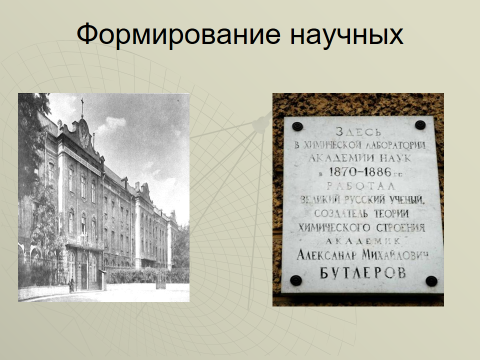 Формирование научных
ЗДЕСЬ
В ХИМИЧЕСКОЙ ЛАБОРАТОРИИ
АКАДЕМИИ НАУК
в 1870-1886 гг
РАБОТАЛ
ВЕЛИКИЙ РУССКИЙ УЧЕНЫЙ,
СОЗДАТЕЛЬ ТЕОРИИ
ХИМИЧЕСКОГО СТРОЕНИЯ
АКАДЕМИК
АЛЕКСАНДР МИХАЙЛОВИЧ
БУТЛЕРОВ